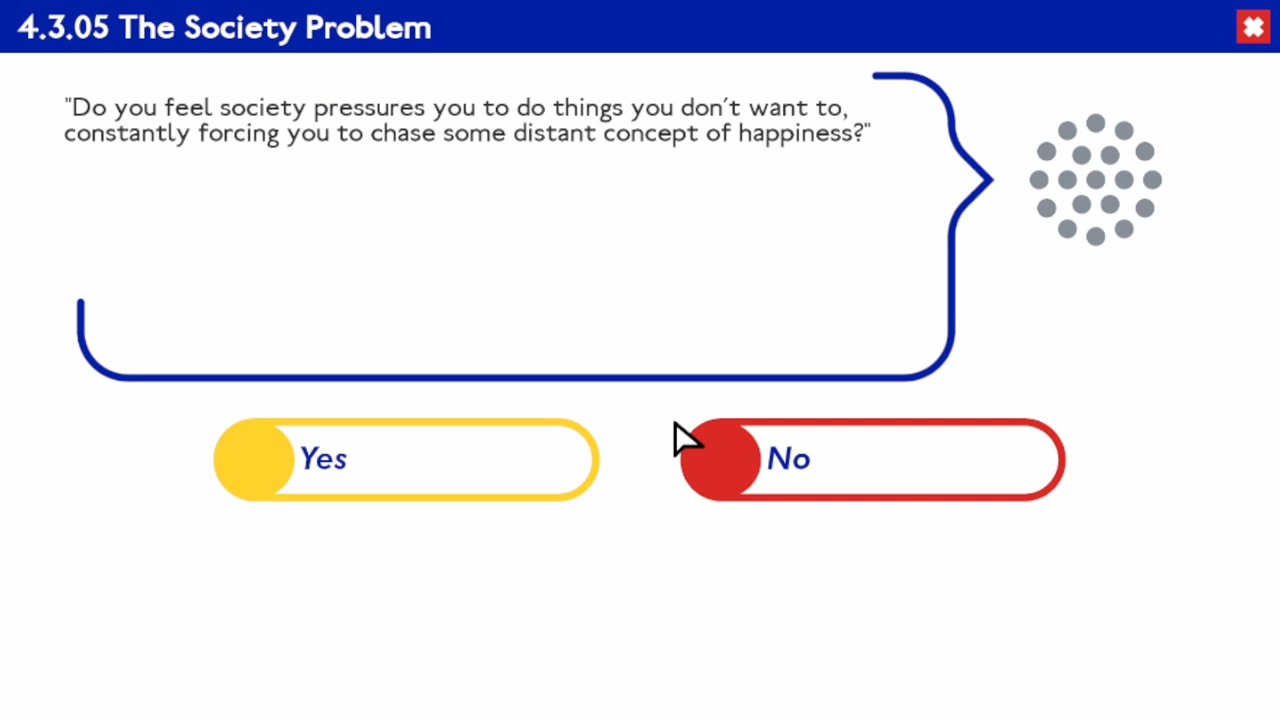 4.3.05 The Society Problem
"Do you feel society pressures you to do things you don´t want to,
constantly forcing you to chase some distant concept of happiness?"
Yes
No